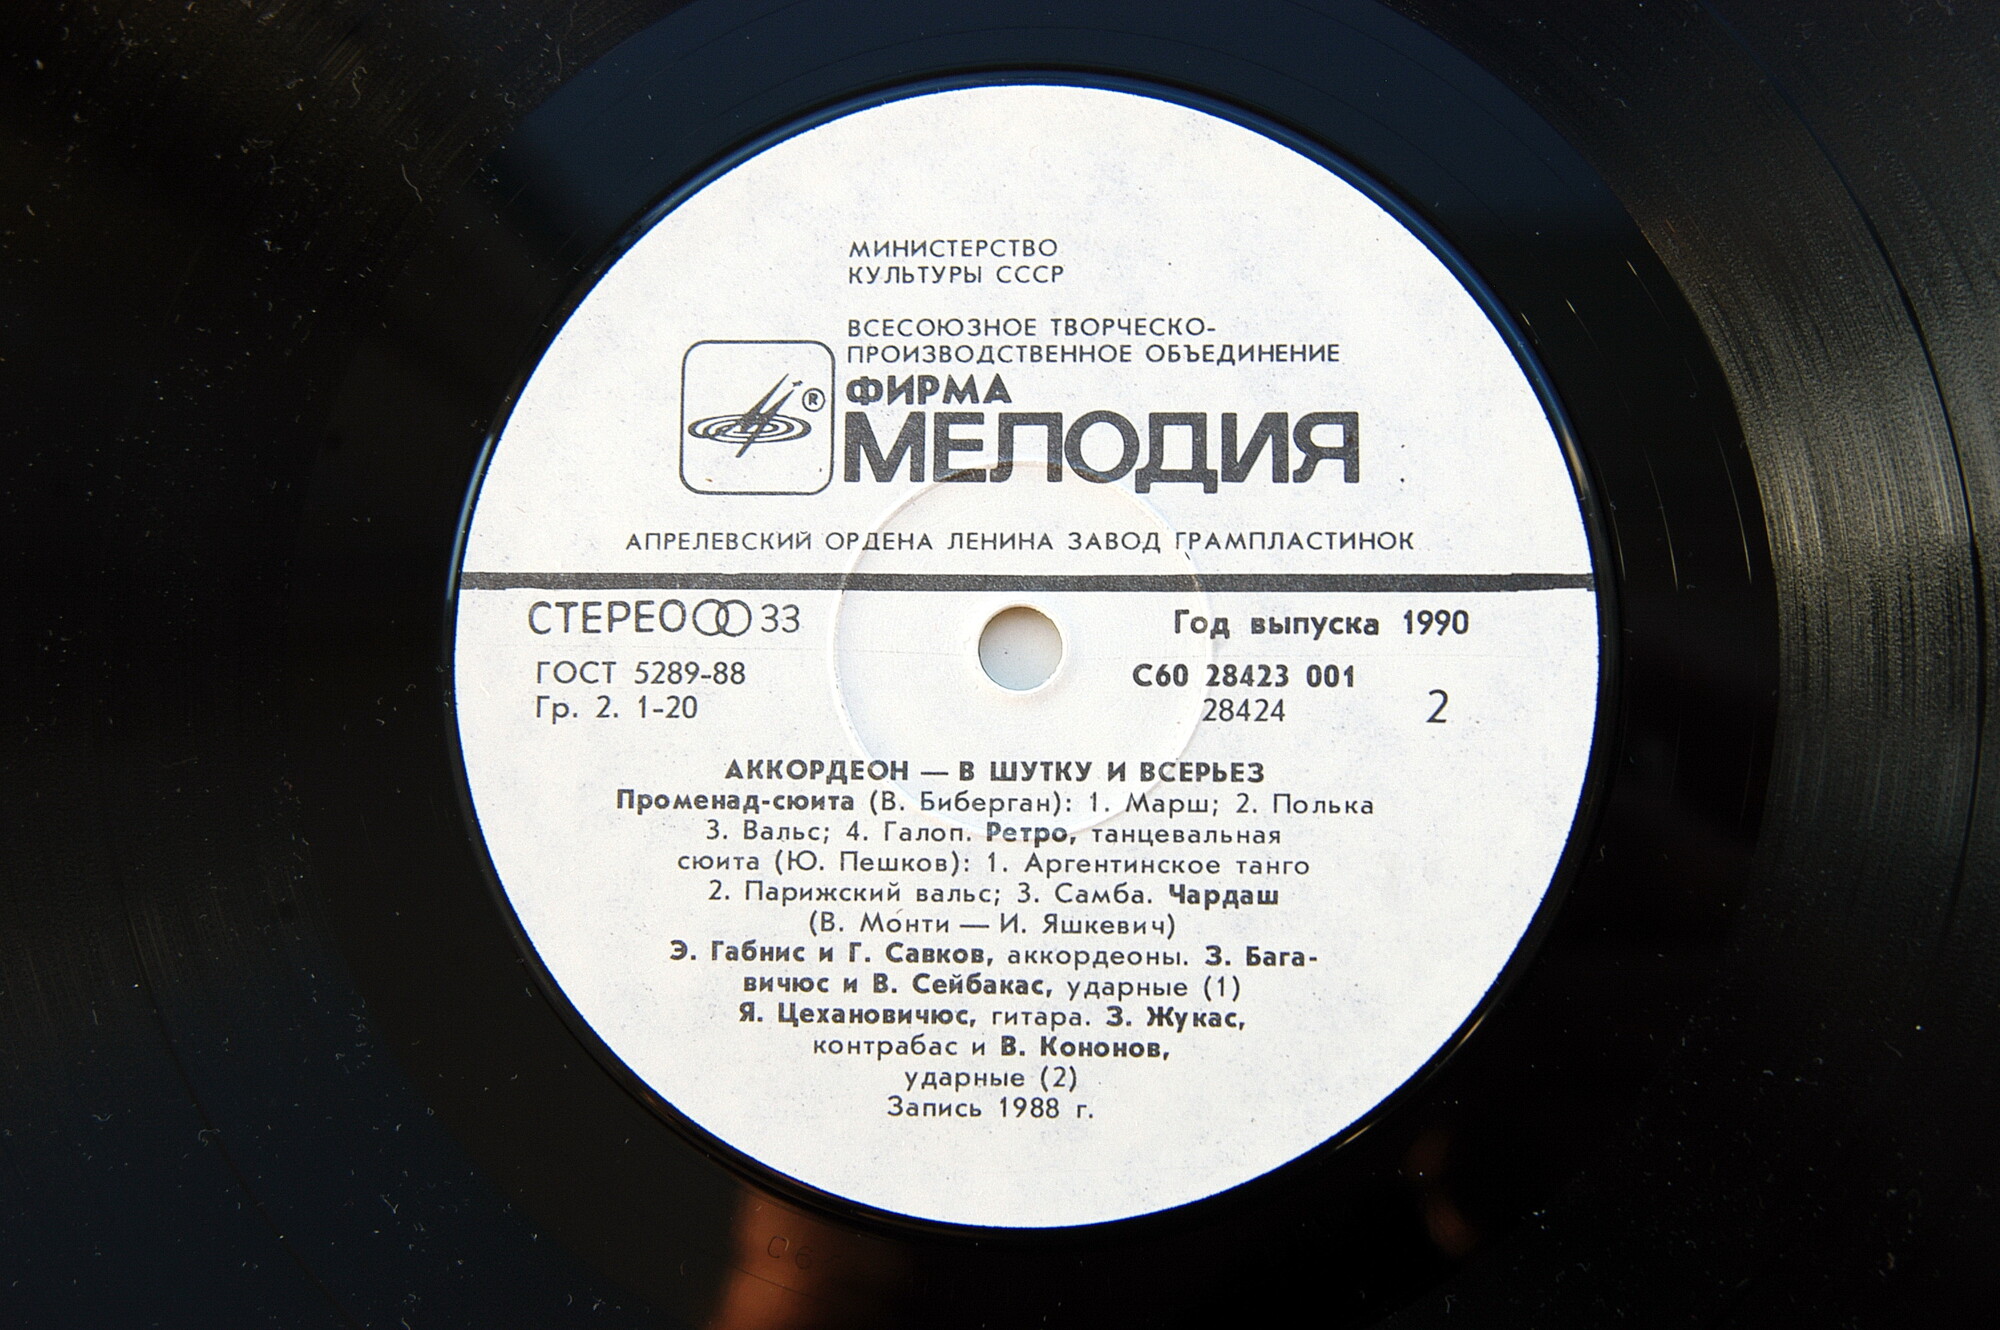 МИНИСТЕРСТВО
КУЛЬТУРЫ СССР
ВСЕСОЮЗНОЕ ТВОРЧЕСКО-
ПРОИЗВОДСТВЕННОЕ ОБЪЕДИНЕНИЕ
ФИРМА
®
МЕЛОДИЯ
АПРЕЛЕВСКИЙ ОРДЕНА ЛЕНИНА ЗАВОД ГРАМПЛАСТИНОК
СТЕРЕО 33
Год выпуска 1990
ГОСТ 5289-88
С60 28423 001
Гр. 2. 1-20
28424
2
АККОРДЕОН — В ШУТКУ И ВСЕРЬЕЗ
Променад-сюита (В. Биберган): 1. Марш; 2. Полька
3. Вальс; 4. Галоп. Ретро, танцевальная
сюита (Ю. Пешков): 1. Аргентинское танго
2. Парижский вальс; 3. Самба. Чардаш
(В. Монти — И. Яшкевич)
Э. Габнис и Г. Савков, аккордеоны. З. Бага-
вичюс и В. Сейбакас, ударные (1)
Я. Цехановичюс, гитара. З. Жукас,
контрабас и В. Кононов,
ударные (2)
Запись 1988 г.
06